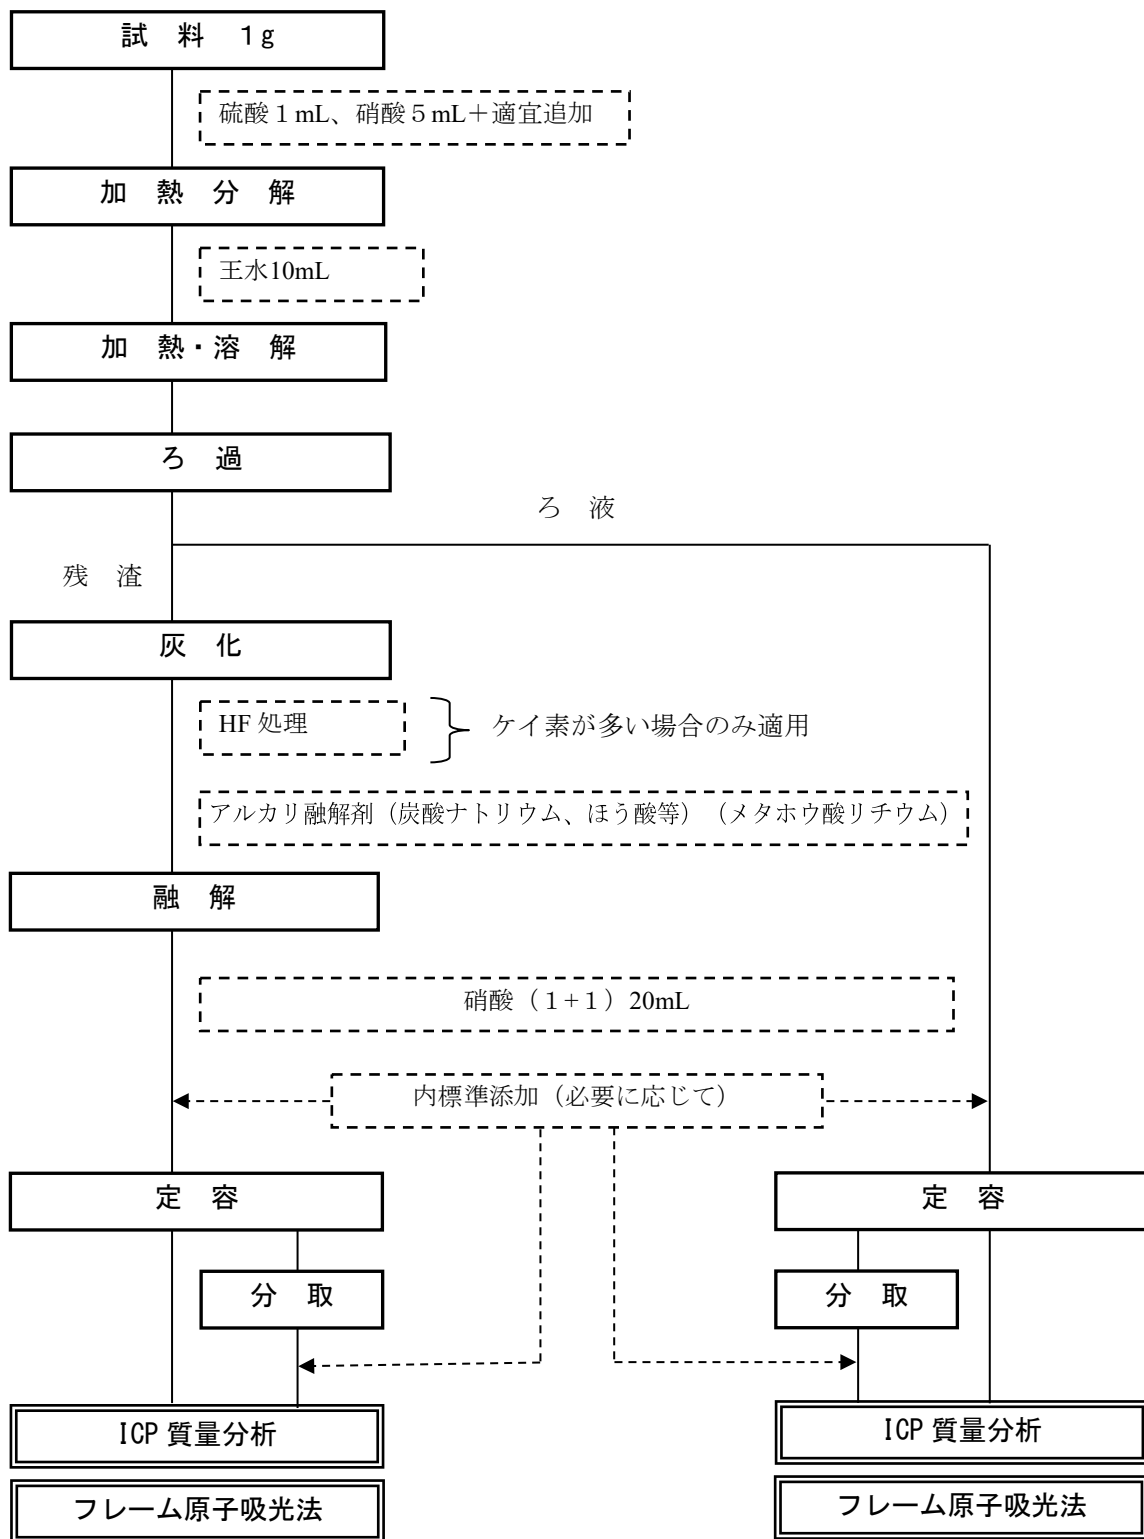 試 料 1g
硫酸１mL、硝酸５mL＋適宜追加
加 熱 分 解
王水10mL
加 熱・溶 解
ろ 過
ろ 液
残 渣
灰 化
HF 処理
ケイ素が多い場合のみ適用
アルカリ融解剤（炭酸ナトリウム、ほう酸等）（メタホウ酸リチウム）
融 解
硝酸（１+１）20mL
内標準添加（必要に応じて）
定 容
定 容
分 取
分 取
ICP 質量分析
ICP 質量分析
フレーム原子吸光法
フレーム原子吸光法